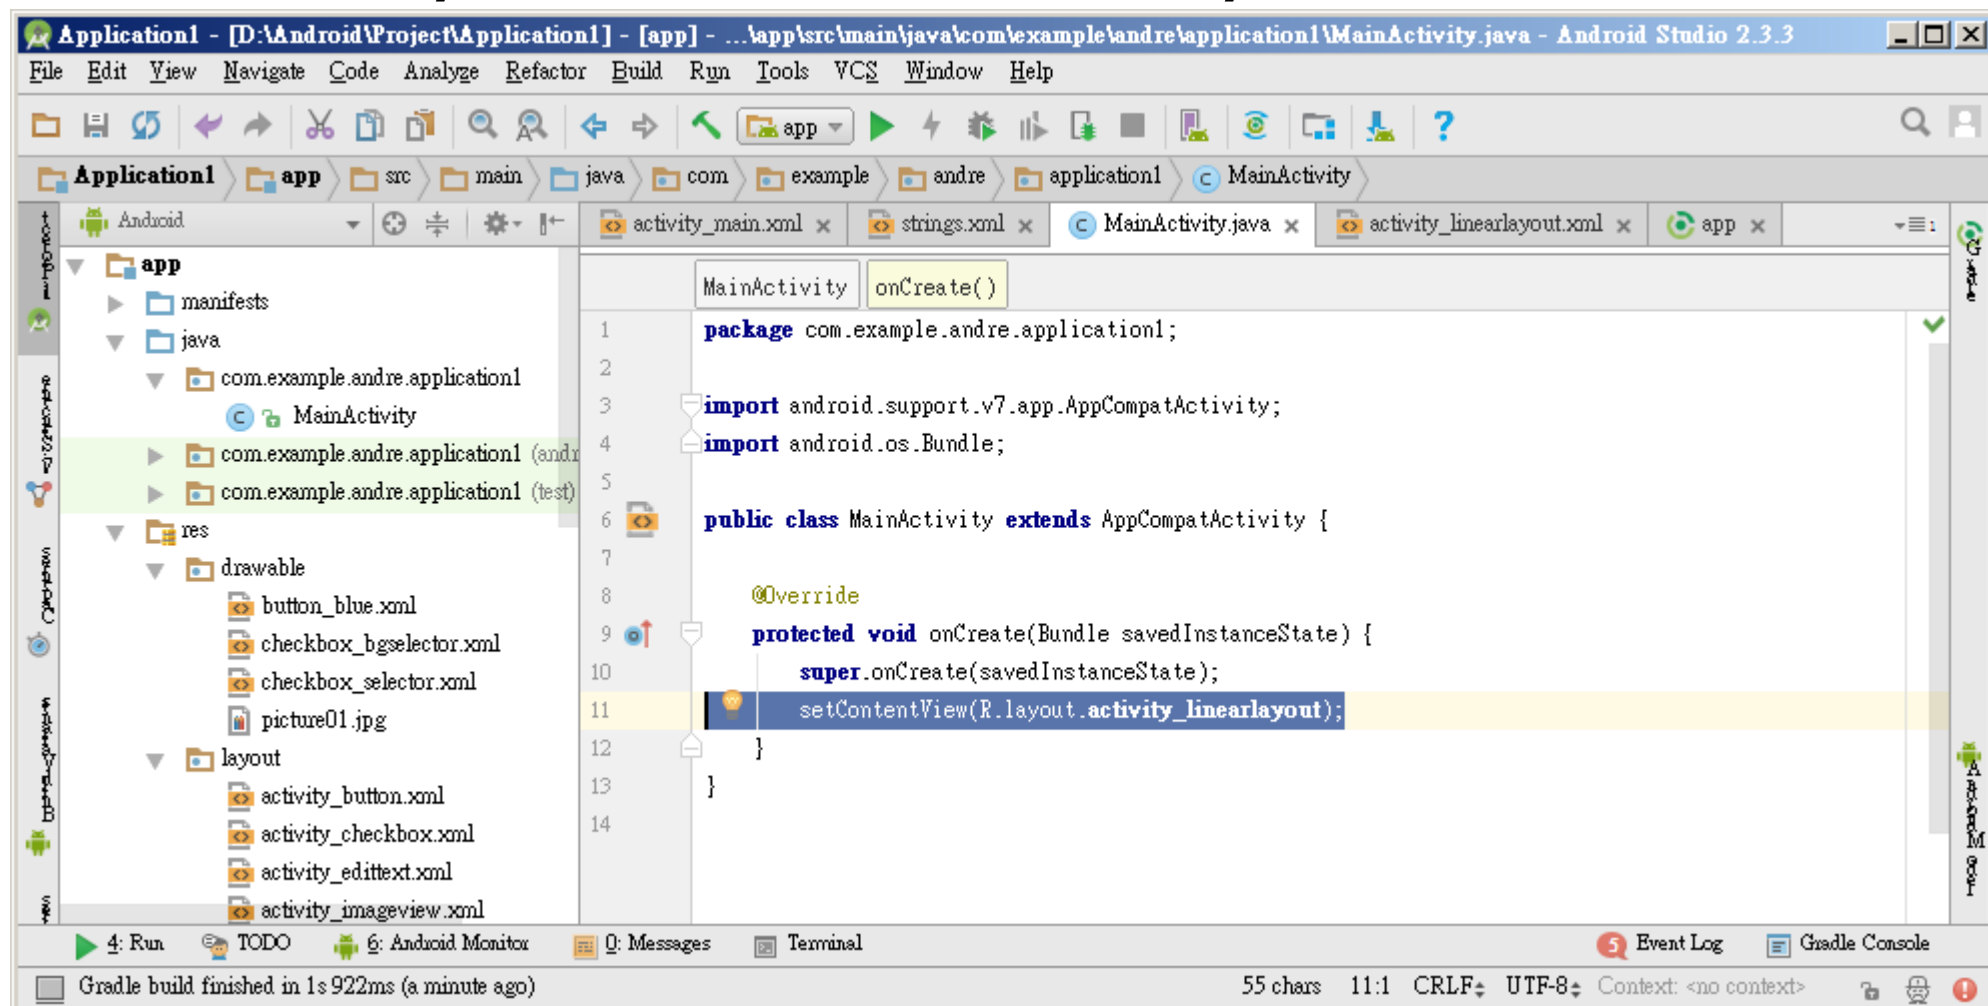 Application1 - [D:\Android\Project\Application1] - [app] - ...\app\src\main\java\com\example\andre\application1\MainActivity.java - Android Studio 2.3.3
File Edit View Navigate Code Analyze Refactor Build Run Tools VCS Window Help
app
Application1 app src main java com example andre application1 MainActivity
Android activity_main.xml strings.xml MainActivity.java activity_linearlayout.xml app
app
manifests
java
com.example.andre.application1
MainActivity
com.example.andre.application1 (andr
com.example.andre.application1 (test)
res
drawable
button_blue.xml
checkbox_bgselector.xml
checkbox_selector.xml
picture01.jpg
layout
activity_button.xml
activity_checkbox.xml
activity_edittext.xml
activity_imageview.xml
MainActivity onCreate()
1 package com.example.andre.application1;
2
3 import android.support.v7.app.AppCompatActivity;
4 import android.os.Bundle;
5
6 public class MainActivity extends AppCompatActivity {
7
8 @Override
9 protected void onCreate(Bundle savedInstanceState) {
10 super.onCreate(savedInstanceState);
11 setContentView(R.layout.activity_linearlayout);
12 }
13 }
14
4: Run TODO 6: Android Monitor 0: Messages Terminal 5 Event Log Gradle Console
Gradle build finished in 1s 922ms (a minute ago) 55 chars 11:1 CRLF UTF-8 Context: <no context>